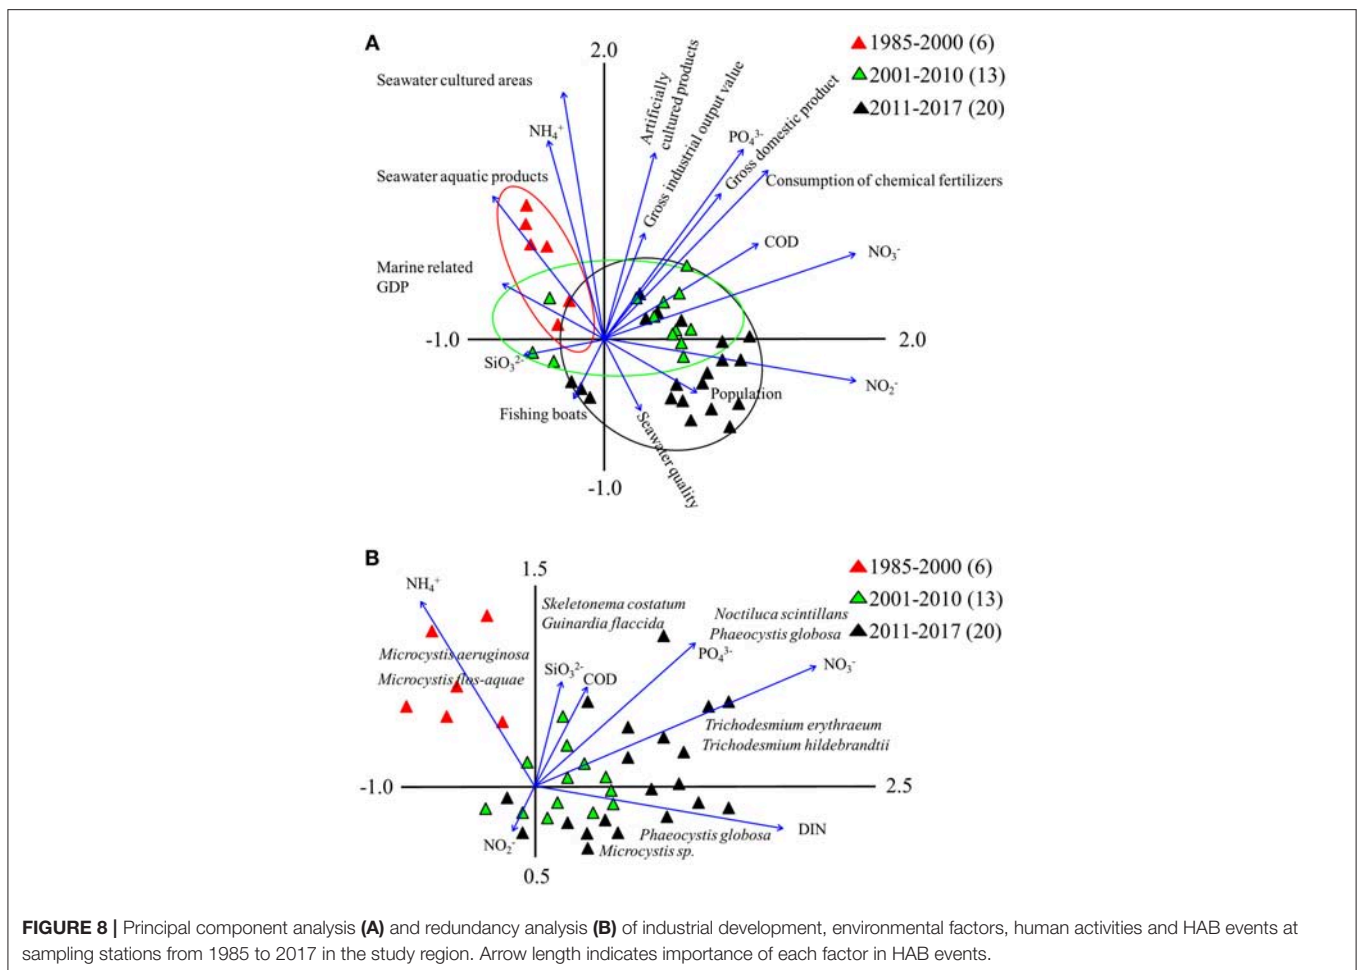 A
2.0
1985-2000 (6)
2001-2010 (13)
2011-2017 (20)
Seawater cultured areas
NH₄⁺
Artificially
cultured products
Gross industrial output value
PO₄³⁻
Gross domestic product
Seawater aquatic products
Consumption of chemical fertilizers
COD
NO₃⁻
Marine related
GDP
-1.0
2.0
SiO₃²⁻
NO₂⁻
Population
Fishing boats
Seawater quality
-1.0
B
1.5
1985-2000 (6)
2001-2010 (13)
2011-2017 (20)
NH₄⁺
Skeletonema costatum
Guinardia flaccida
Noctiluca scintillans
Phaeocystis globosa
Microcystis aeruginosa
Microcystis flos-aquae
SiO₃²⁻
COD
PO₄³⁻
NO₃⁻
Trichodesmium erythraeum
Trichodesmium hildebrandtii
-1.0
2.5
DIN
NO₂⁻
Phaeocystis globosa
Microcystis sp.
0.5
FIGURE 8 | Principal component analysis (A) and redundancy analysis (B) of industrial development, environmental factors, human activities and HAB events at
sampling stations from 1985 to 2017 in the study region. Arrow length indicates importance of each factor in HAB events.